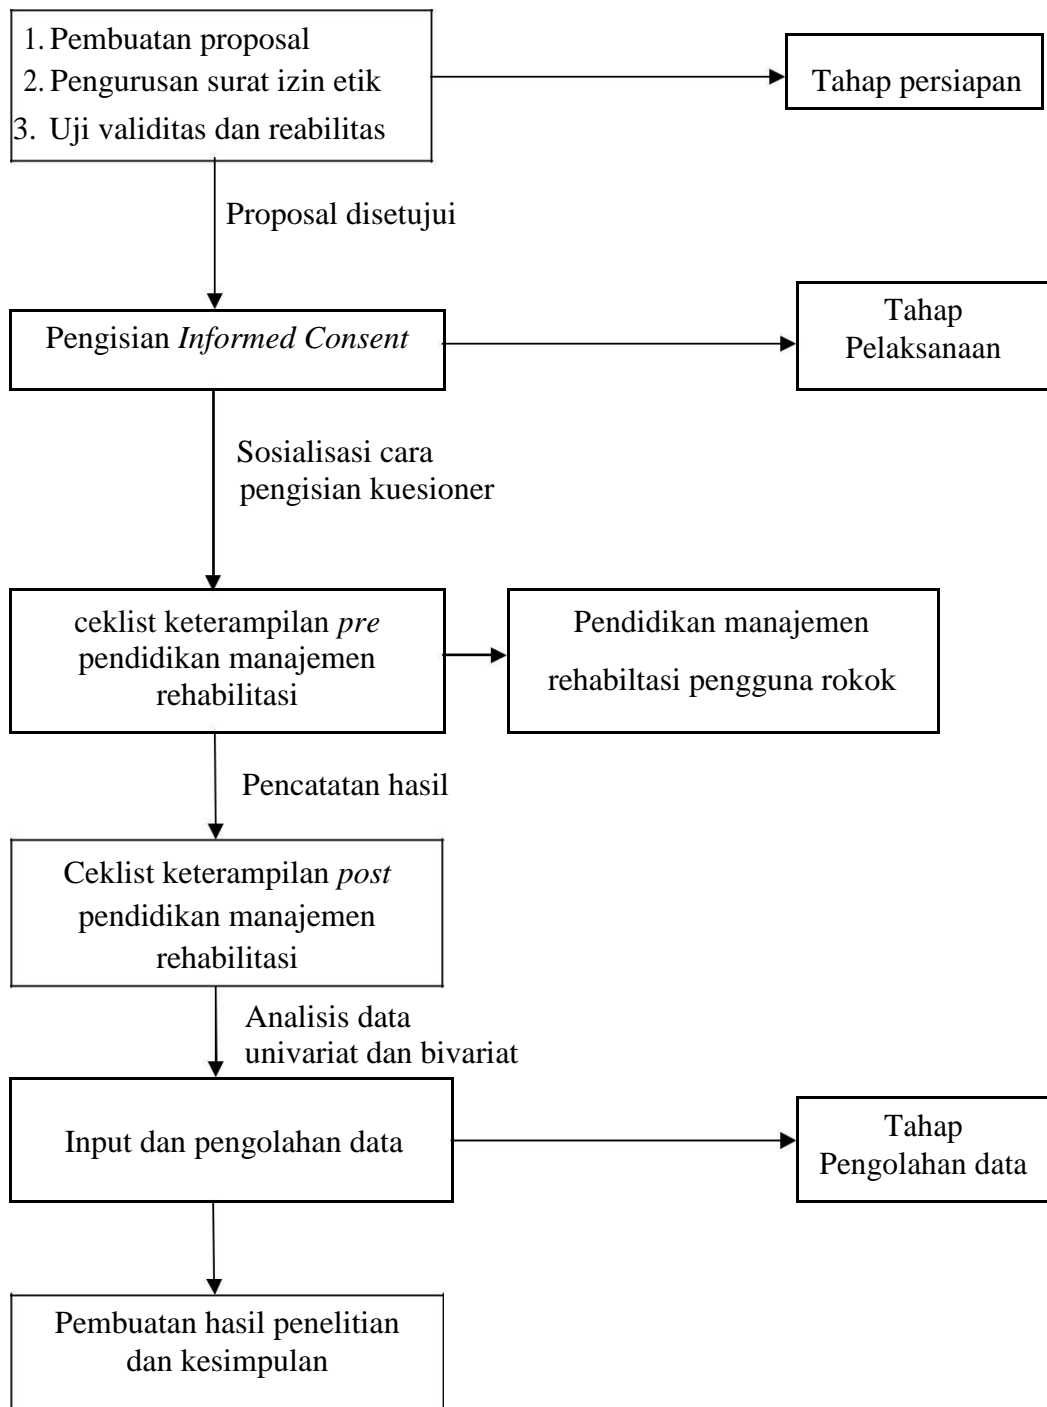 1. Pembuatan proposal
2. Pengurusan surat izin etik
3. Uji validitas dan reabilitas
Tahap persiapan
Proposal disetujui
Pengisian Informed Consent
Tahap
Pelaksanaan
Sosialisasi cara
pengisian kuesioner
ceklist keterampilan pre
pendidikan manajemen
rehabilitasi
Pendidikan manajemen
rehabiltasi pengguna rokok
Pencatatan hasil
Ceklist keterampilan post
pendidikan manajemen
rehabilitasi
Analisis data
univariat dan bivariat
Input dan pengolahan data
Tahap
Pengolahan data
Pembuatan hasil penelitian
dan kesimpulan